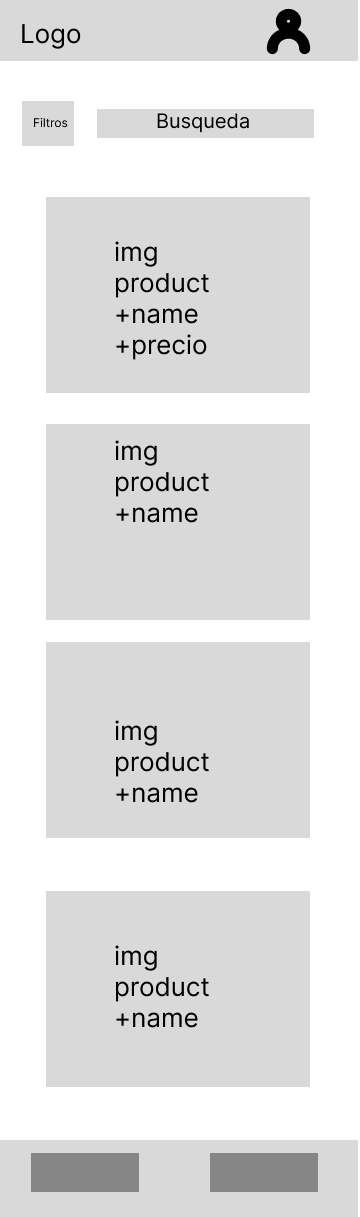 Logo
Filtros
Busqueda
img
product
+name
+precio
img
product
+name
img
product
+name
img
product
+name